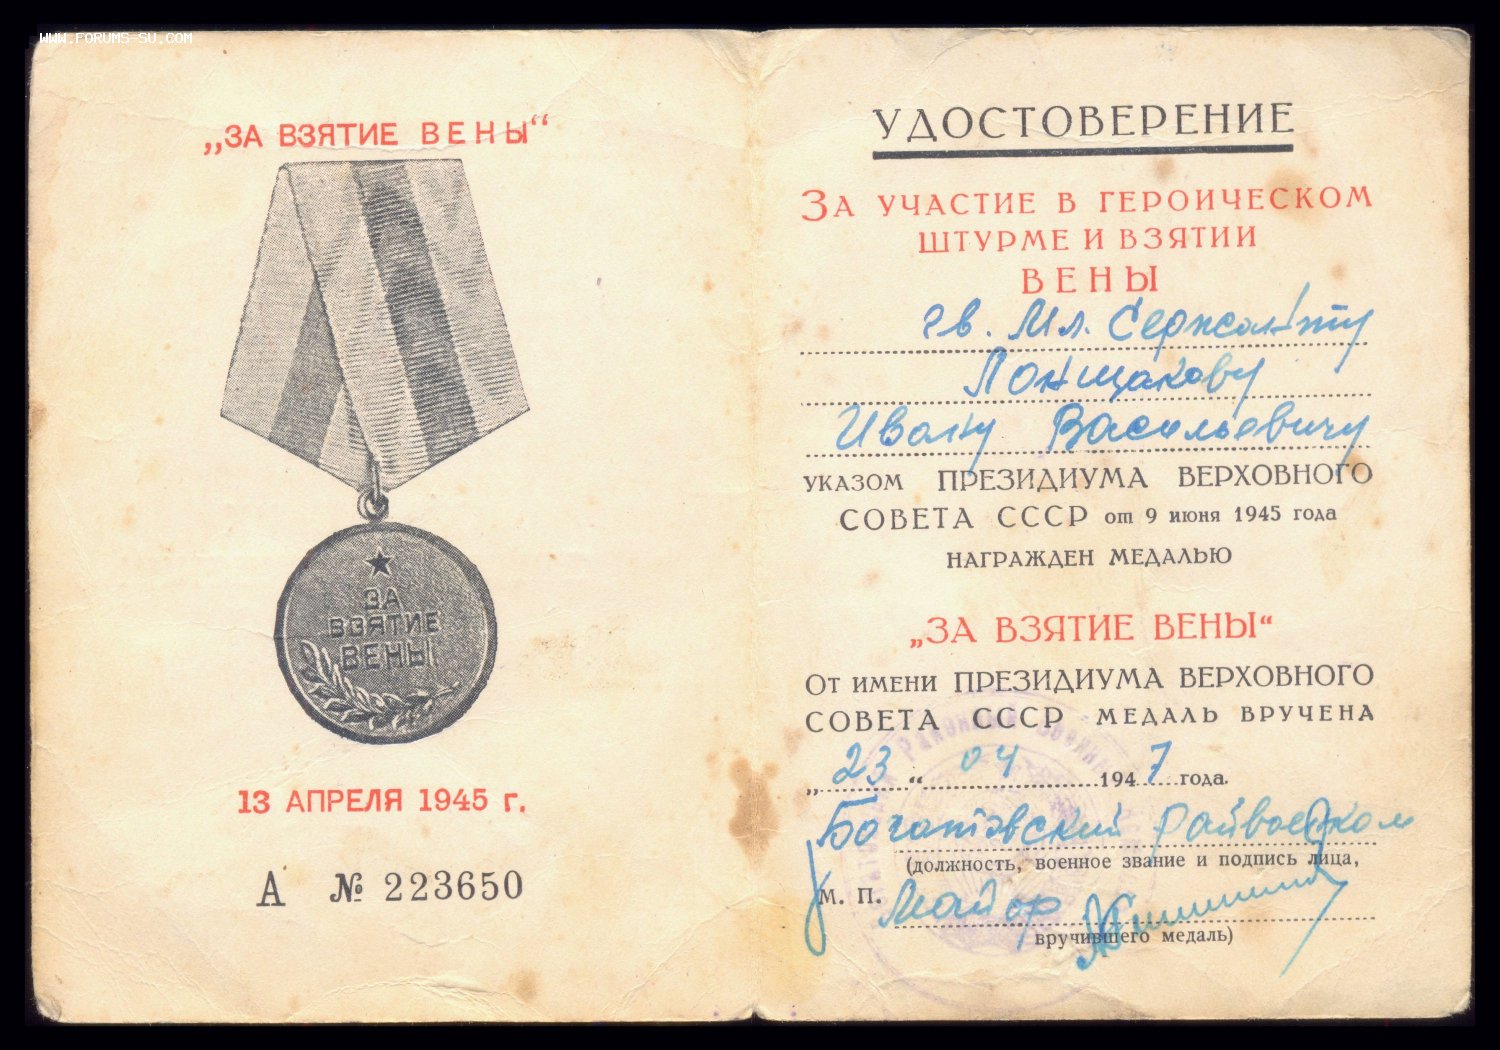 WWW.FORUMS-SU.COM
„ЗА ВЗЯТИЕ ВЕНЫ“
ЗА
ВЗЯТИЕ
ВЕНЫ
13 АПРЕЛЯ 1945 г.
А № 223650
УДОСТОВЕРЕНИЕ
ЗА УЧАСТИЕ В ГЕРОИЧЕСКОМ
ШТУРМЕ И ВЗЯТИИ
ВЕНЫ
гв. Мл. Сержанту
Лонщакову
Ивану Васильевичу
УКАЗОМ ПРЕЗИДИУМА ВЕРХОВНОГО
СОВЕТА СССР от 9 июня 1945 года
НАГРАЖДЕН МЕДАЛЬЮ
„ЗА ВЗЯТИЕ ВЕНЫ“
ОТ ИМЕНИ ПРЕЗИДИУМА ВЕРХОВНОГО
СОВЕТА СССР МЕДАЛЬ ВРУЧЕНА
„23“ 04 1947 года.
Богатовский Райвоенком
(должность, военное звание и подпись лица,
М. П. Майор
вручившего медаль)